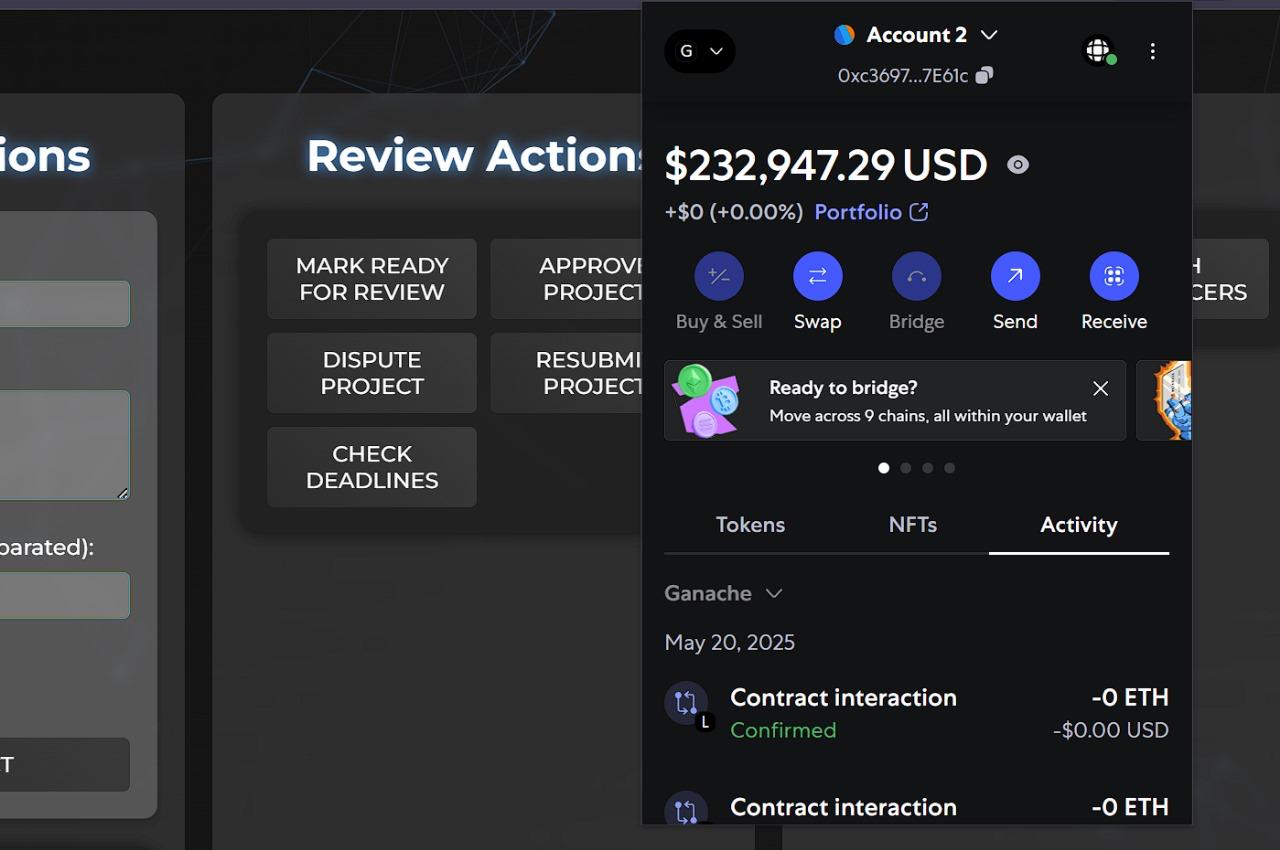 ions
parated):
CT
Review Actions
MARK READY
FOR REVIEW
APPROVE
PROJECT
DISPUTE
PROJECT
RESUBMIT
PROJECT
CHECK
DEADLINES
H
CERS
G
Account 2
0xc3697...7E61c
$232,947.29 USD
+$0 (+0.00%) Portfolio
Buy & Sell
Swap
Bridge
Send
Receive
Ready to bridge?
Move across 9 chains, all within your wallet
Tokens
NFTs
Activity
Ganache
May 20, 2025
Contract interaction
-0 ETH
L
Confirmed
-$0.00 USD
Contract interaction
-0 ETH